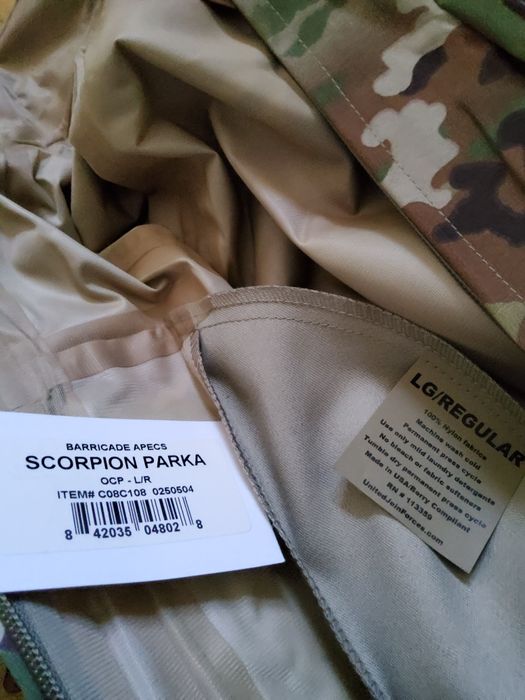 BARRICADE APECS
SCORPION PARKA
OCP - L/R
ITEM# C08C108 0250504
8 42035 04802 8
LG/REGULAR
100% Nylon fabrics
Machine wash cold
Permanent press cycle
Use only mild laundry detergents
No bleach or fabric softeners
Tumble dry permanent press cycle
Made in USA/Berry Compliant
RN # 113359
UnitedJoinForces.com